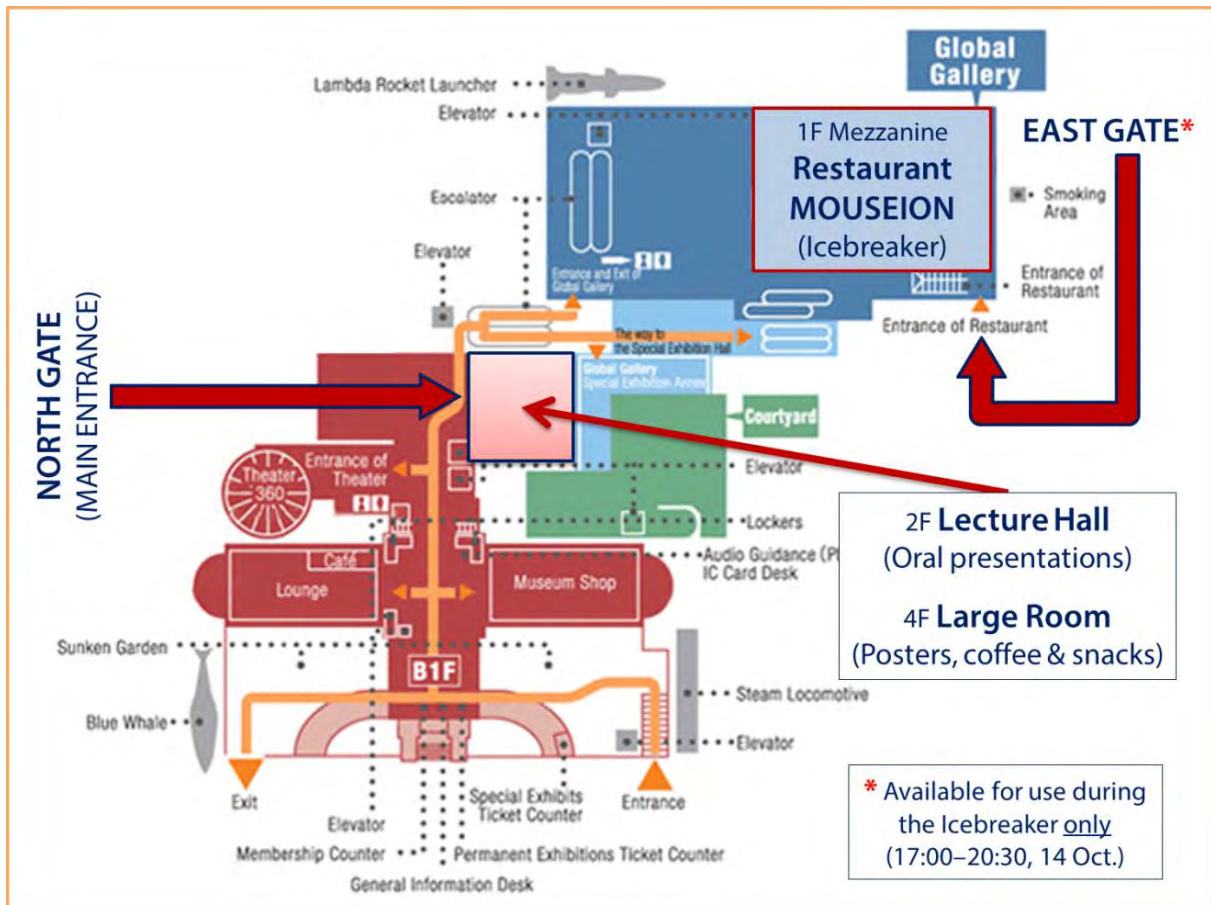 Global
Gallery
Lambda Rocket Launcher
Elevator
1F Mezzanine
Restaurant
MOUSEION
(Icebreaker)
EAST GATE*
Smoking
Area
Escalator
Elevator
Entrance and Exit of
Global Gallery
Entrance of
Restaurant
Entrance of Restaurant
The way to
the Special Exhibition Hall
NORTH GATE
(MAIN ENTRANCE)
Global Gallery
Special Exhibition Annex
Courtyard
Entrance of
Theater
Theater
360
Elevator
Lockers
2F Lecture Hall
(Oral presentations)
4F Large Room
(Posters, coffee & snacks)
Audio Guidance (P
IC Card Desk
Café
Lounge
Museum Shop
Sunken Garden
B1F
Steam Locomotive
Blue Whale
Elevator
Exit
Special Exhibits
Ticket Counter
Entrance
Elevator
Membership Counter
Permanent Exhibitions Ticket Counter
General Information Desk
* Available for use during
the Icebreaker only
(17:00–20:30, 14 Oct.)